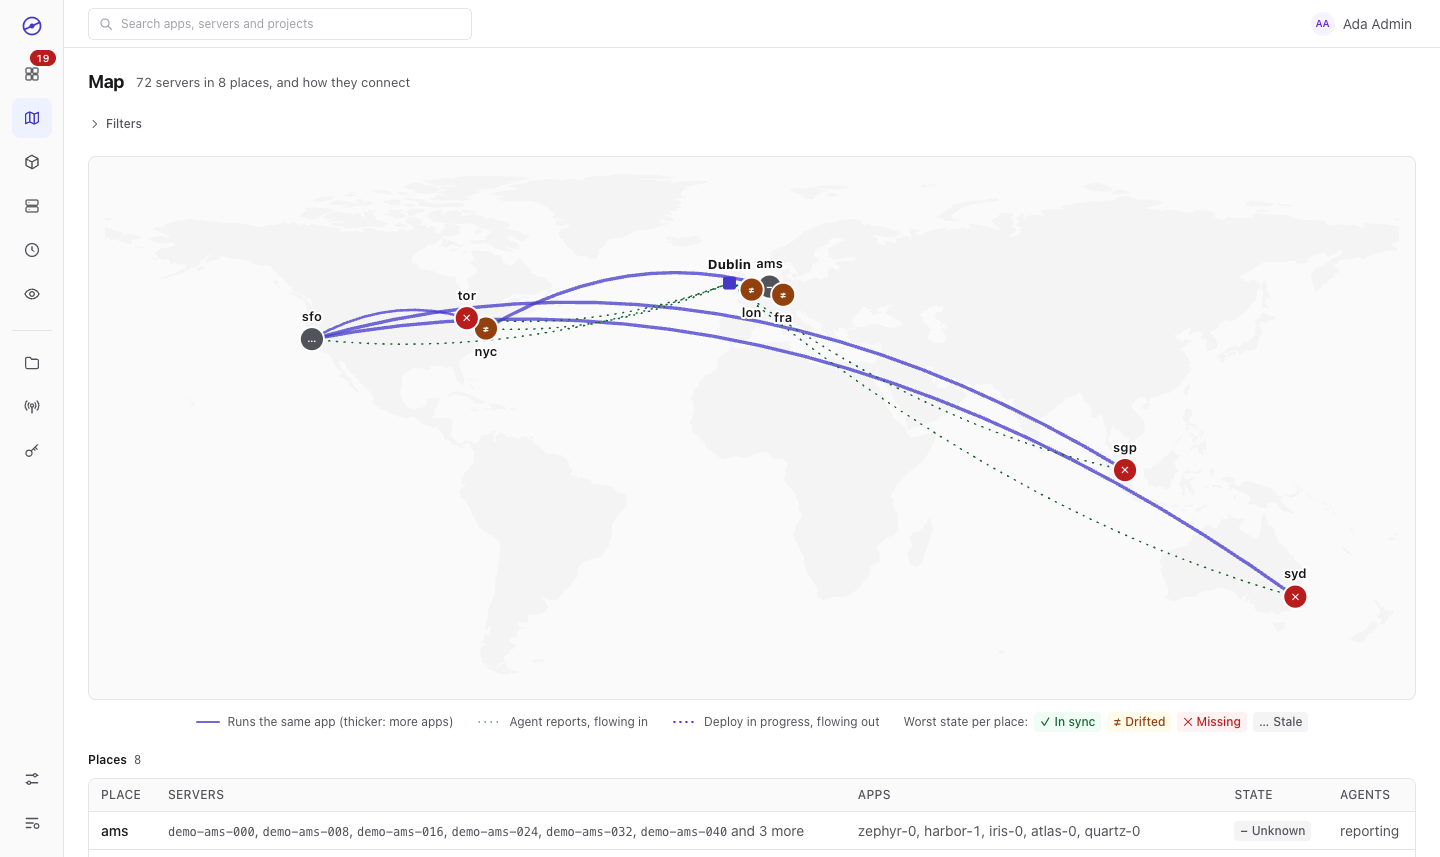 Search apps, servers and projects
AA Ada Admin
19
Map 72 servers in 8 places, and how they connect
Filters
Dublin ams
tor
sfo
lon fra
nyc
sgp
syd
Runs the same app (thicker: more apps) Agent reports, flowing in Deploy in progress, flowing out Worst state per place: ✓ In sync ≠ Drifted × Missing … Stale
Places 8
PLACE SERVERS APPS STATE AGENTS
ams demo-ams-000, demo-ams-008, demo-ams-016, demo-ams-024, demo-ams-032, demo-ams-040 and 3 more zephyr-0, harbor-1, iris-0, atlas-0, quartz-0 – Unknown reporting